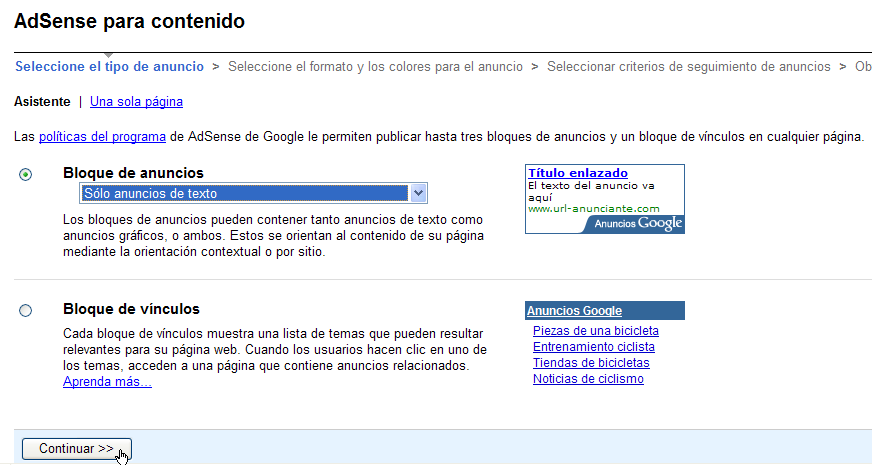 AdSense para contenido
Seleccione el tipo de anuncio > Seleccione el formato y los colores para el anuncio > Seleccionar criterios de seguimiento de anuncios > Ob
Asistente | Una sola página
Las políticas del programa de AdSense de Google le permiten publicar hasta tres bloques de anuncios y un bloque de vínculos en cualquier página.
Bloque de anuncios
Sólo anuncios de texto
Los bloques de anuncios pueden contener tanto anuncios de texto como
anuncios gráficos, o ambos. Estos se orientan al contenido de su página
mediante la orientación contextual o por sitio.
Título enlazado
El texto del anuncio va
aquí
www.url-anunciante.com
Anuncios Google
Bloque de vínculos
Cada bloque de vínculos muestra una lista de temas que pueden resultar
relevantes para su página web. Cuando los usuarios hacen clic en uno de
los temas, acceden a una página que contiene anuncios relacionados.
Aprenda más...
Anuncios Google
Piezas de una bicicleta
Entrenamiento ciclista
Tiendas de bicicletas
Noticias de ciclismo
Continuar >>